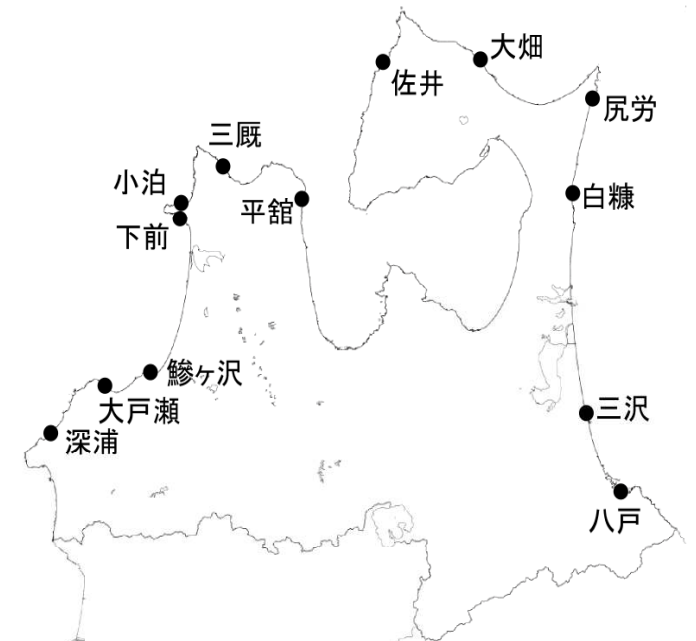 大畑
佐井
尻労
三厩
小泊
白糠
平舘
下前
鰺ヶ沢
大戸瀬
三沢
深浦
八戸